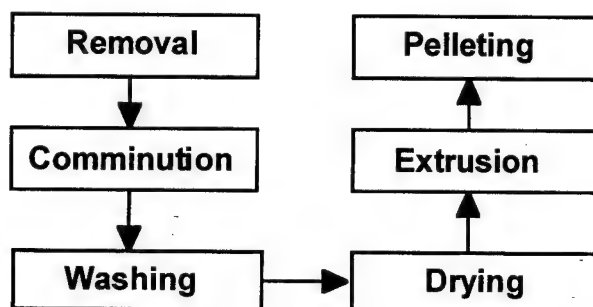 Removal
Comminution
Washing
Drying
Extrusion
Pelleting